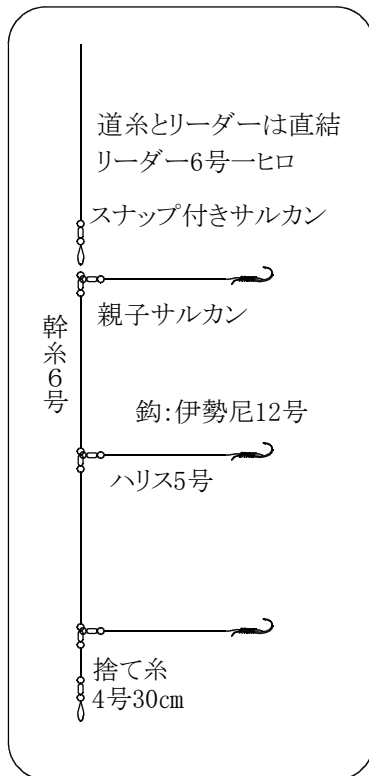 道糸とリーダーは直結
リーダー6号一ヒロ
スナップ付きサルカン
親子サルカン
幹糸6号
鈎:伊勢尼12号
ハリス5号
捨て糸
4号30cm